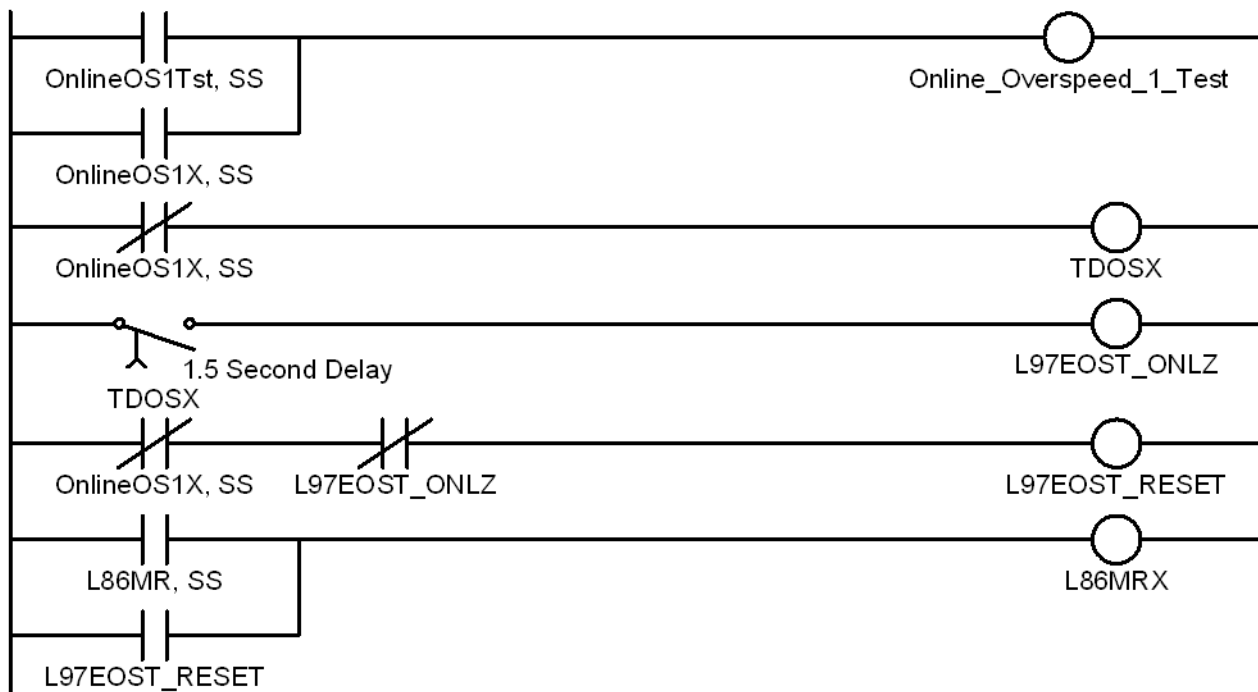 OnlineOS1Tst, SS
Online_Overspeed_1_Test
OnlineOS1X, SS
OnlineOS1X, SS
TDOSX
1.5 Second Delay
TDOSX
L97EOST_ONLZ
OnlineOS1X, SS
L97EOST_ONLZ
L97EOST_RESET
L86MR, SS
L86MRX
L97EOST_RESET